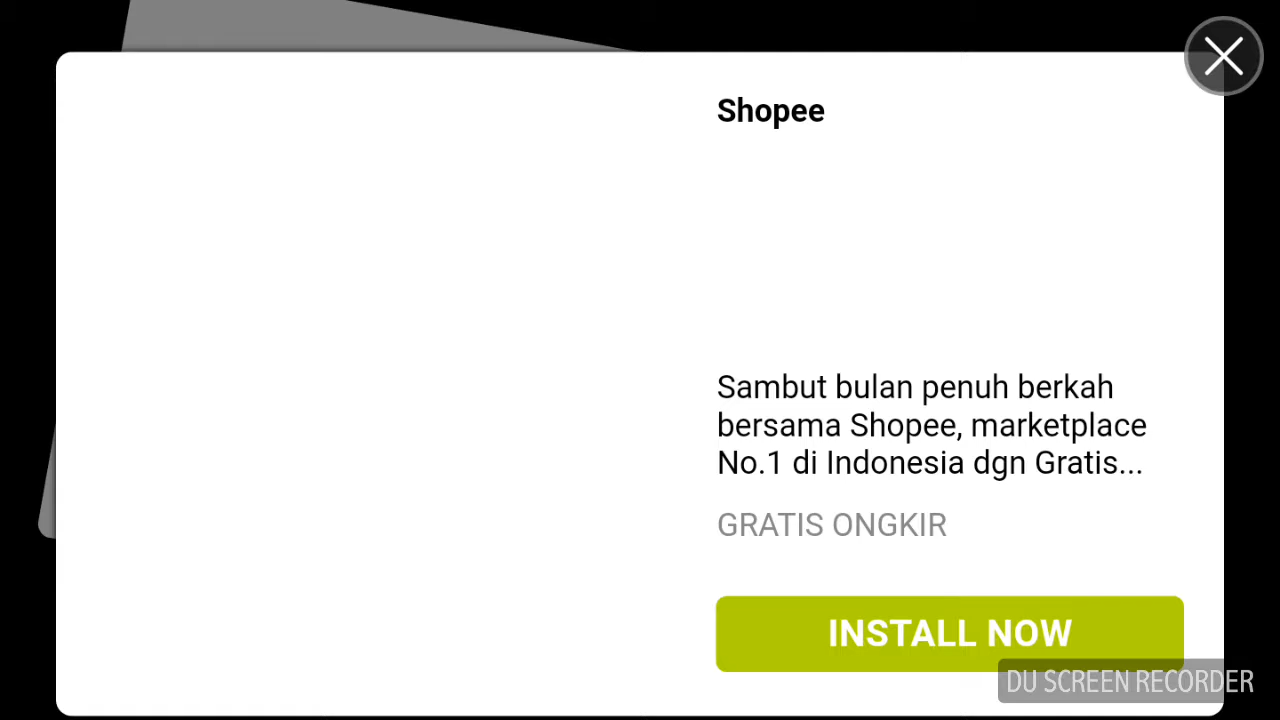 Shopee
Sambut bulan penuh berkah
bersama Shopee, marketplace
No.1 di Indonesia dgn Gratis...
GRATIS ONGKIR
INSTALL NOW
DU SCREEN RECORDER